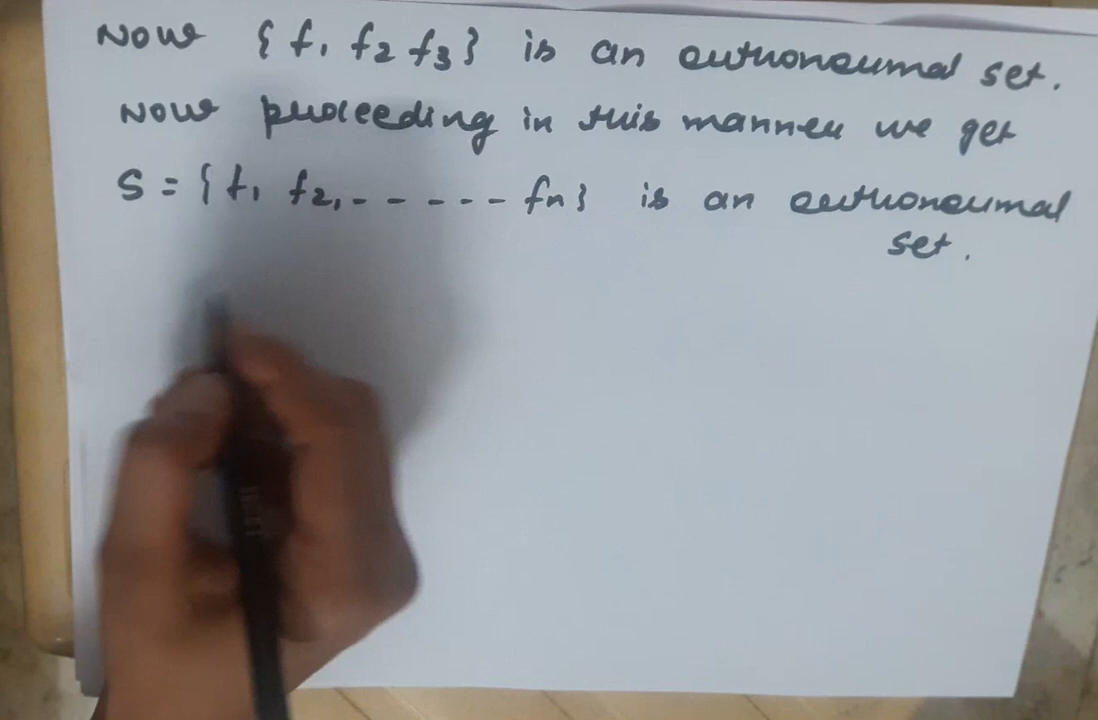 Now { f1 f2 f3 } is an orthonormal set.
Now proceeding in this manner we get
S = { f1 f2, - - - - - - fn } is an orthonormal
set.